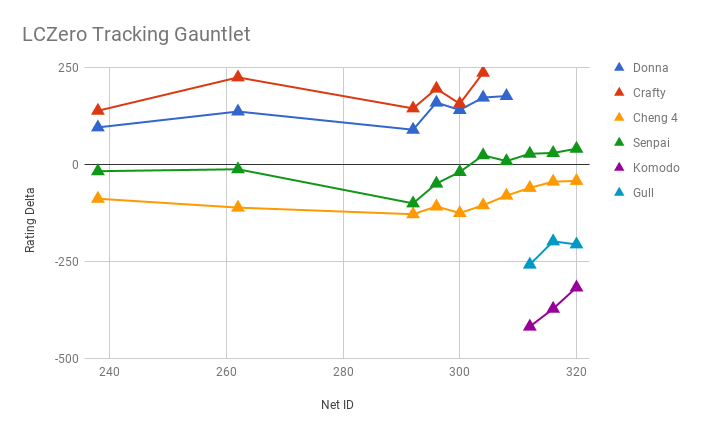 LCZero Tracking Gauntlet
250
0
-250
-500
Rating Delta
240
260
280
300
320
Net ID
Donna
Crafty
Cheng 4
Senpai
Komodo
Gull